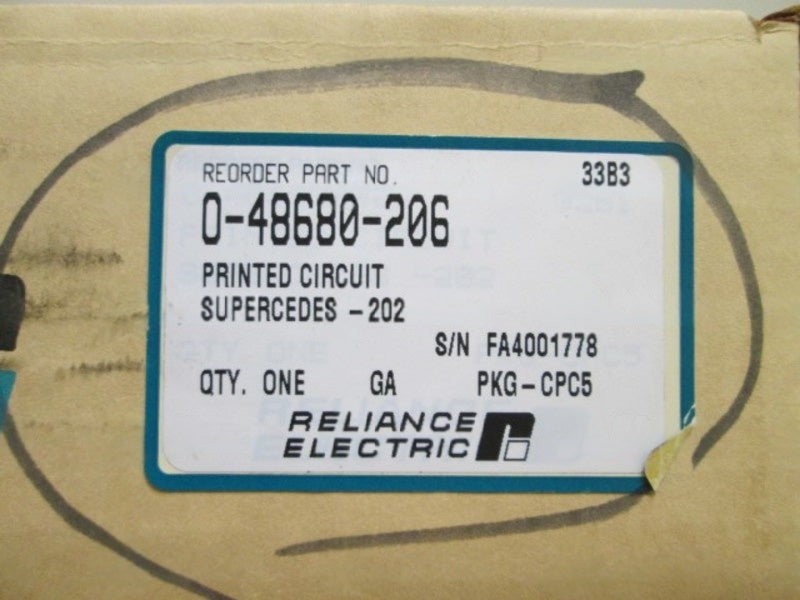 REORDER PART NO. 33B3
0-48680-206
PRINTED CIRCUIT
SUPERCEDES -202
S/N FA4001778
QTY. ONE GA PKG-CPC5
RELIANCE
ELECTRIC